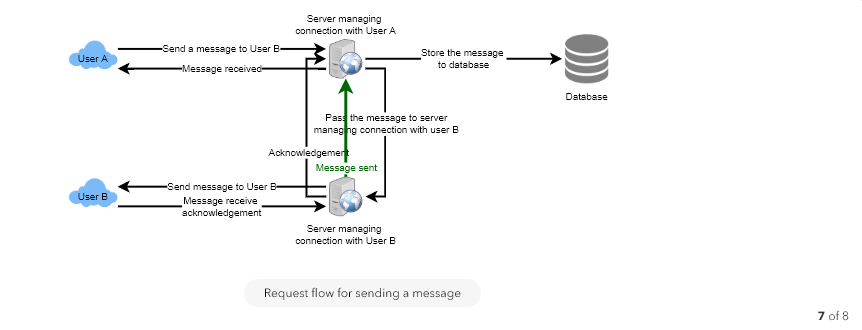 Server managing
connection with User A
User A
Send a message to User B
Message received
Store the message
to database
Database
Pass the message to server
managing connection with user B
Acknowledgement
Message sent
User B
Send message to User B
Message receive
acknowledgement
Server managing
connection with User B
Request flow for sending a message
7 of 8